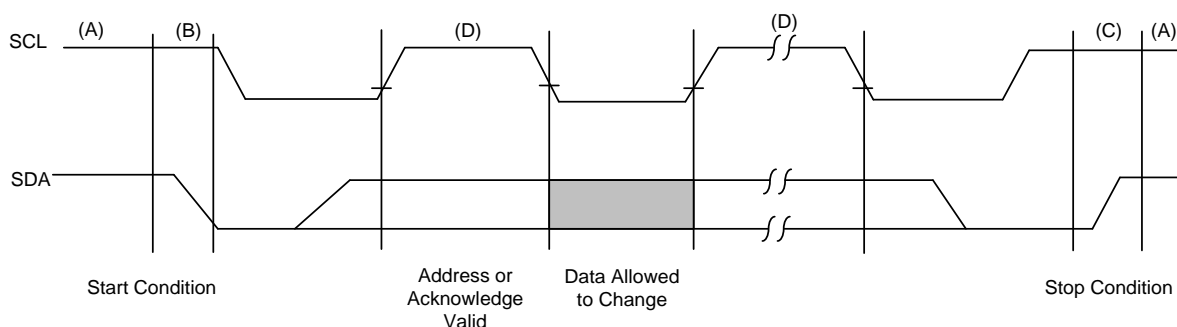 (A) (B) (D) (D) (C) (A)
SCL
SDA
Start Condition
Address or
Acknowledge
Valid
Data Allowed
to Change
Stop Condition